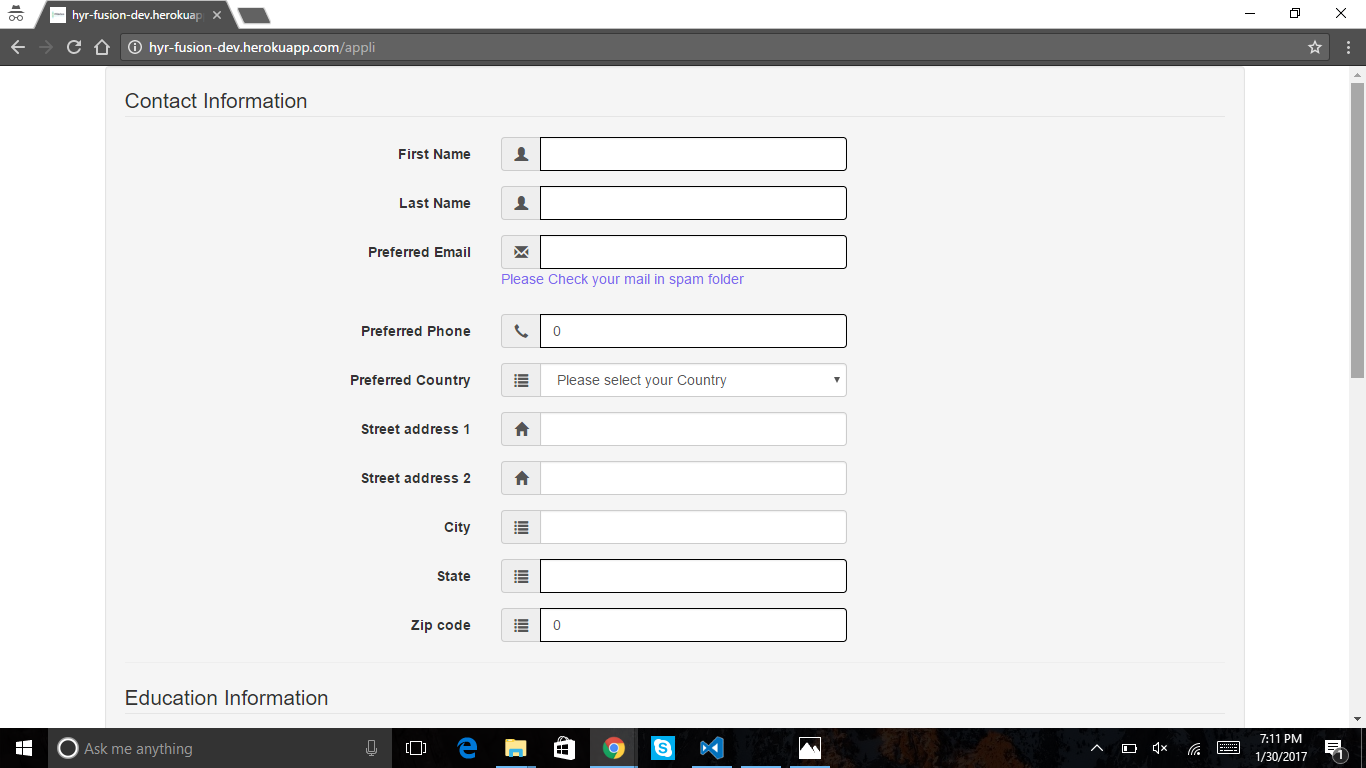 hyr-fusion-dev.herokuap
hyr-fusion-dev.herokuapp.com/appli
Contact Information
First Name
Last Name
Preferred Email
Please Check your mail in spam folder
Preferred Phone 0
Preferred Country Please select your Country
Street address 1
Street address 2
City
State
Zip code 0
Education Information
Ask me anything
7:11 PM
1/30/2017
1